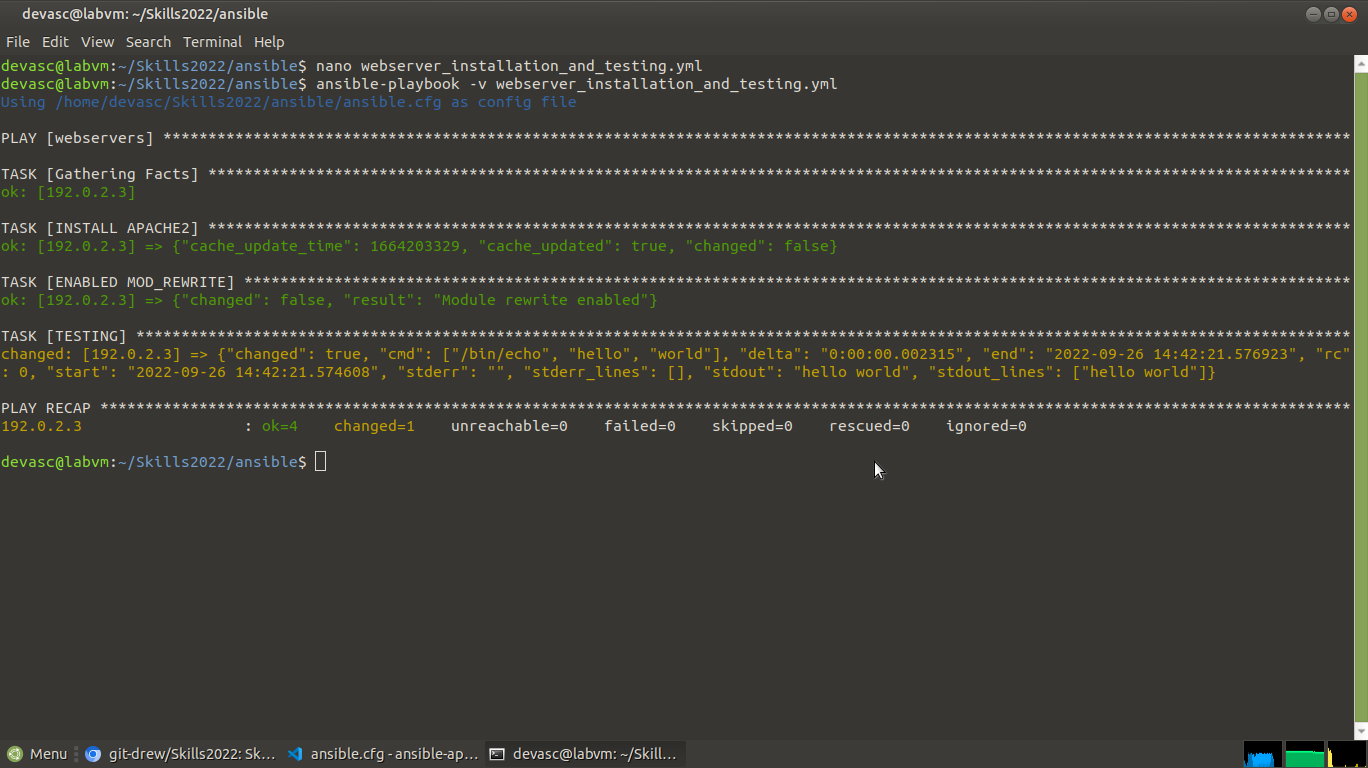 devasc@labvm: ~/Skills2022/ansible
File Edit View Search Terminal Help
devasc@labvm:~/Skills2022/ansible$ nano webserver_installation_and_testing.yml
devasc@labvm:~/Skills2022/ansible$ ansible-playbook -v webserver_installation_and_testing.yml
Using /home/devasc/Skills2022/ansible/ansible.cfg as config file
PLAY [webservers] ************************************************************************************************************************************
TASK [Gathering Facts] *******************************************************************************************************************************
ok: [192.0.2.3]
TASK [INSTALL APACHE2] *******************************************************************************************************************************
ok: [192.0.2.3] => {"cache_update_time": 1664203329, "cache_updated": true, "changed": false}
TASK [ENABLED MOD_REWRITE] ***************************************************************************************************************************
ok: [192.0.2.3] => {"changed": false, "result": "Module rewrite enabled"}
TASK [TESTING] ***************************************************************************************************************************************
changed: [192.0.2.3] => {"changed": true, "cmd": ["/bin/echo", "hello", "world"], "delta": "0:00:00.002315", "end": "2022-09-26 14:42:21.576923", "rc"
: 0, "start": "2022-09-26 14:42:21.574608", "stderr": "", "stderr_lines": [], "stdout": "hello world", "stdout_lines": ["hello world"]}
PLAY RECAP *******************************************************************************************************************************************
192.0.2.3 : ok=4 changed=1 unreachable=0 failed=0 skipped=0 rescued=0 ignored=0
devasc@labvm:~/Skills2022/ansible$
Menu git-drew/Skills2022: Sk... ansible.cfg - ansible-ap... devasc@labvm: ~/Skill...